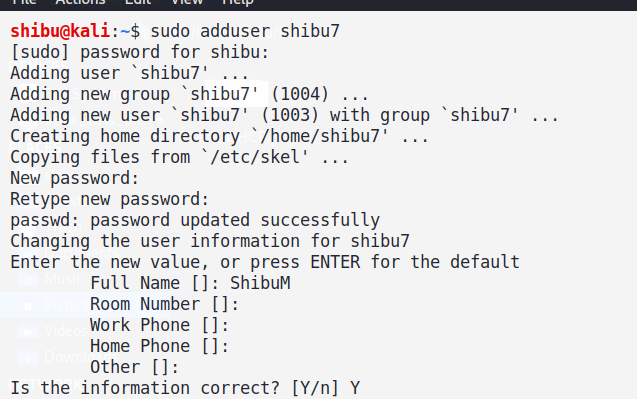 File Actions Edit View Help
shibu@kali:~$ sudo adduser shibu7
[sudo] password for shibu:
Adding user `shibu7' ...
Adding new group `shibu7' (1004) ...
Adding new user `shibu7' (1003) with group `shibu7' ...
Creating home directory `/home/shibu7' ...
Copying files from `/etc/skel' ...
New password:
Retype new password:
passwd: password updated successfully
Changing the user information for shibu7
Enter the new value, or press ENTER for the default
Full Name []: ShibuM
Room Number []:
Work Phone []:
Home Phone []:
Other []:
Is the information correct? [Y/n] Y
Music
Videos